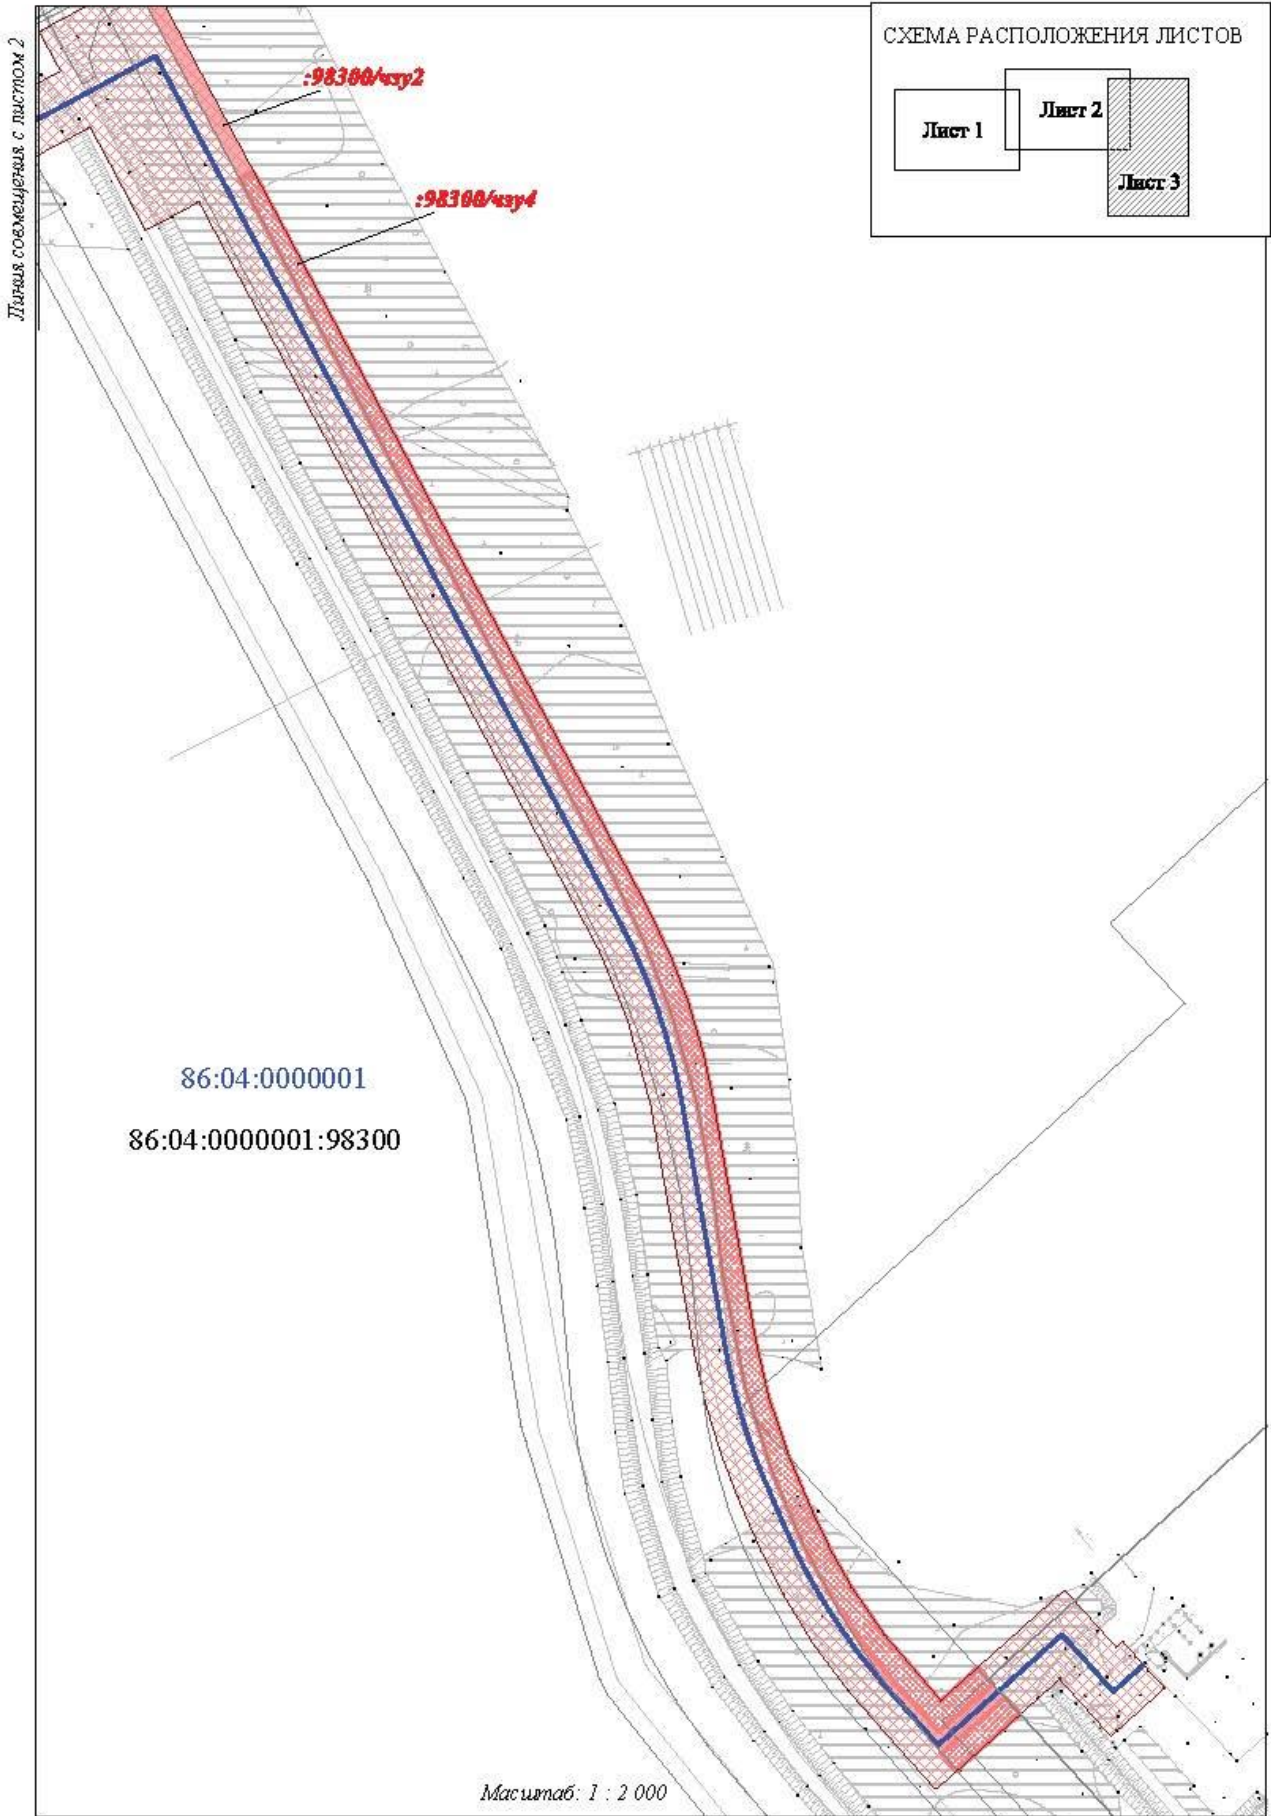 Линия совмещения с листом 2
СХЕМА РАСПОЛОЖЕНИЯ ЛИСТОВ
Лист 1
Лист 2
Лист 3
:98300/чзу2
:98300/чзу4
86:04:0000001
86:04:0000001:98300
Масштаб: 1 : 2 000